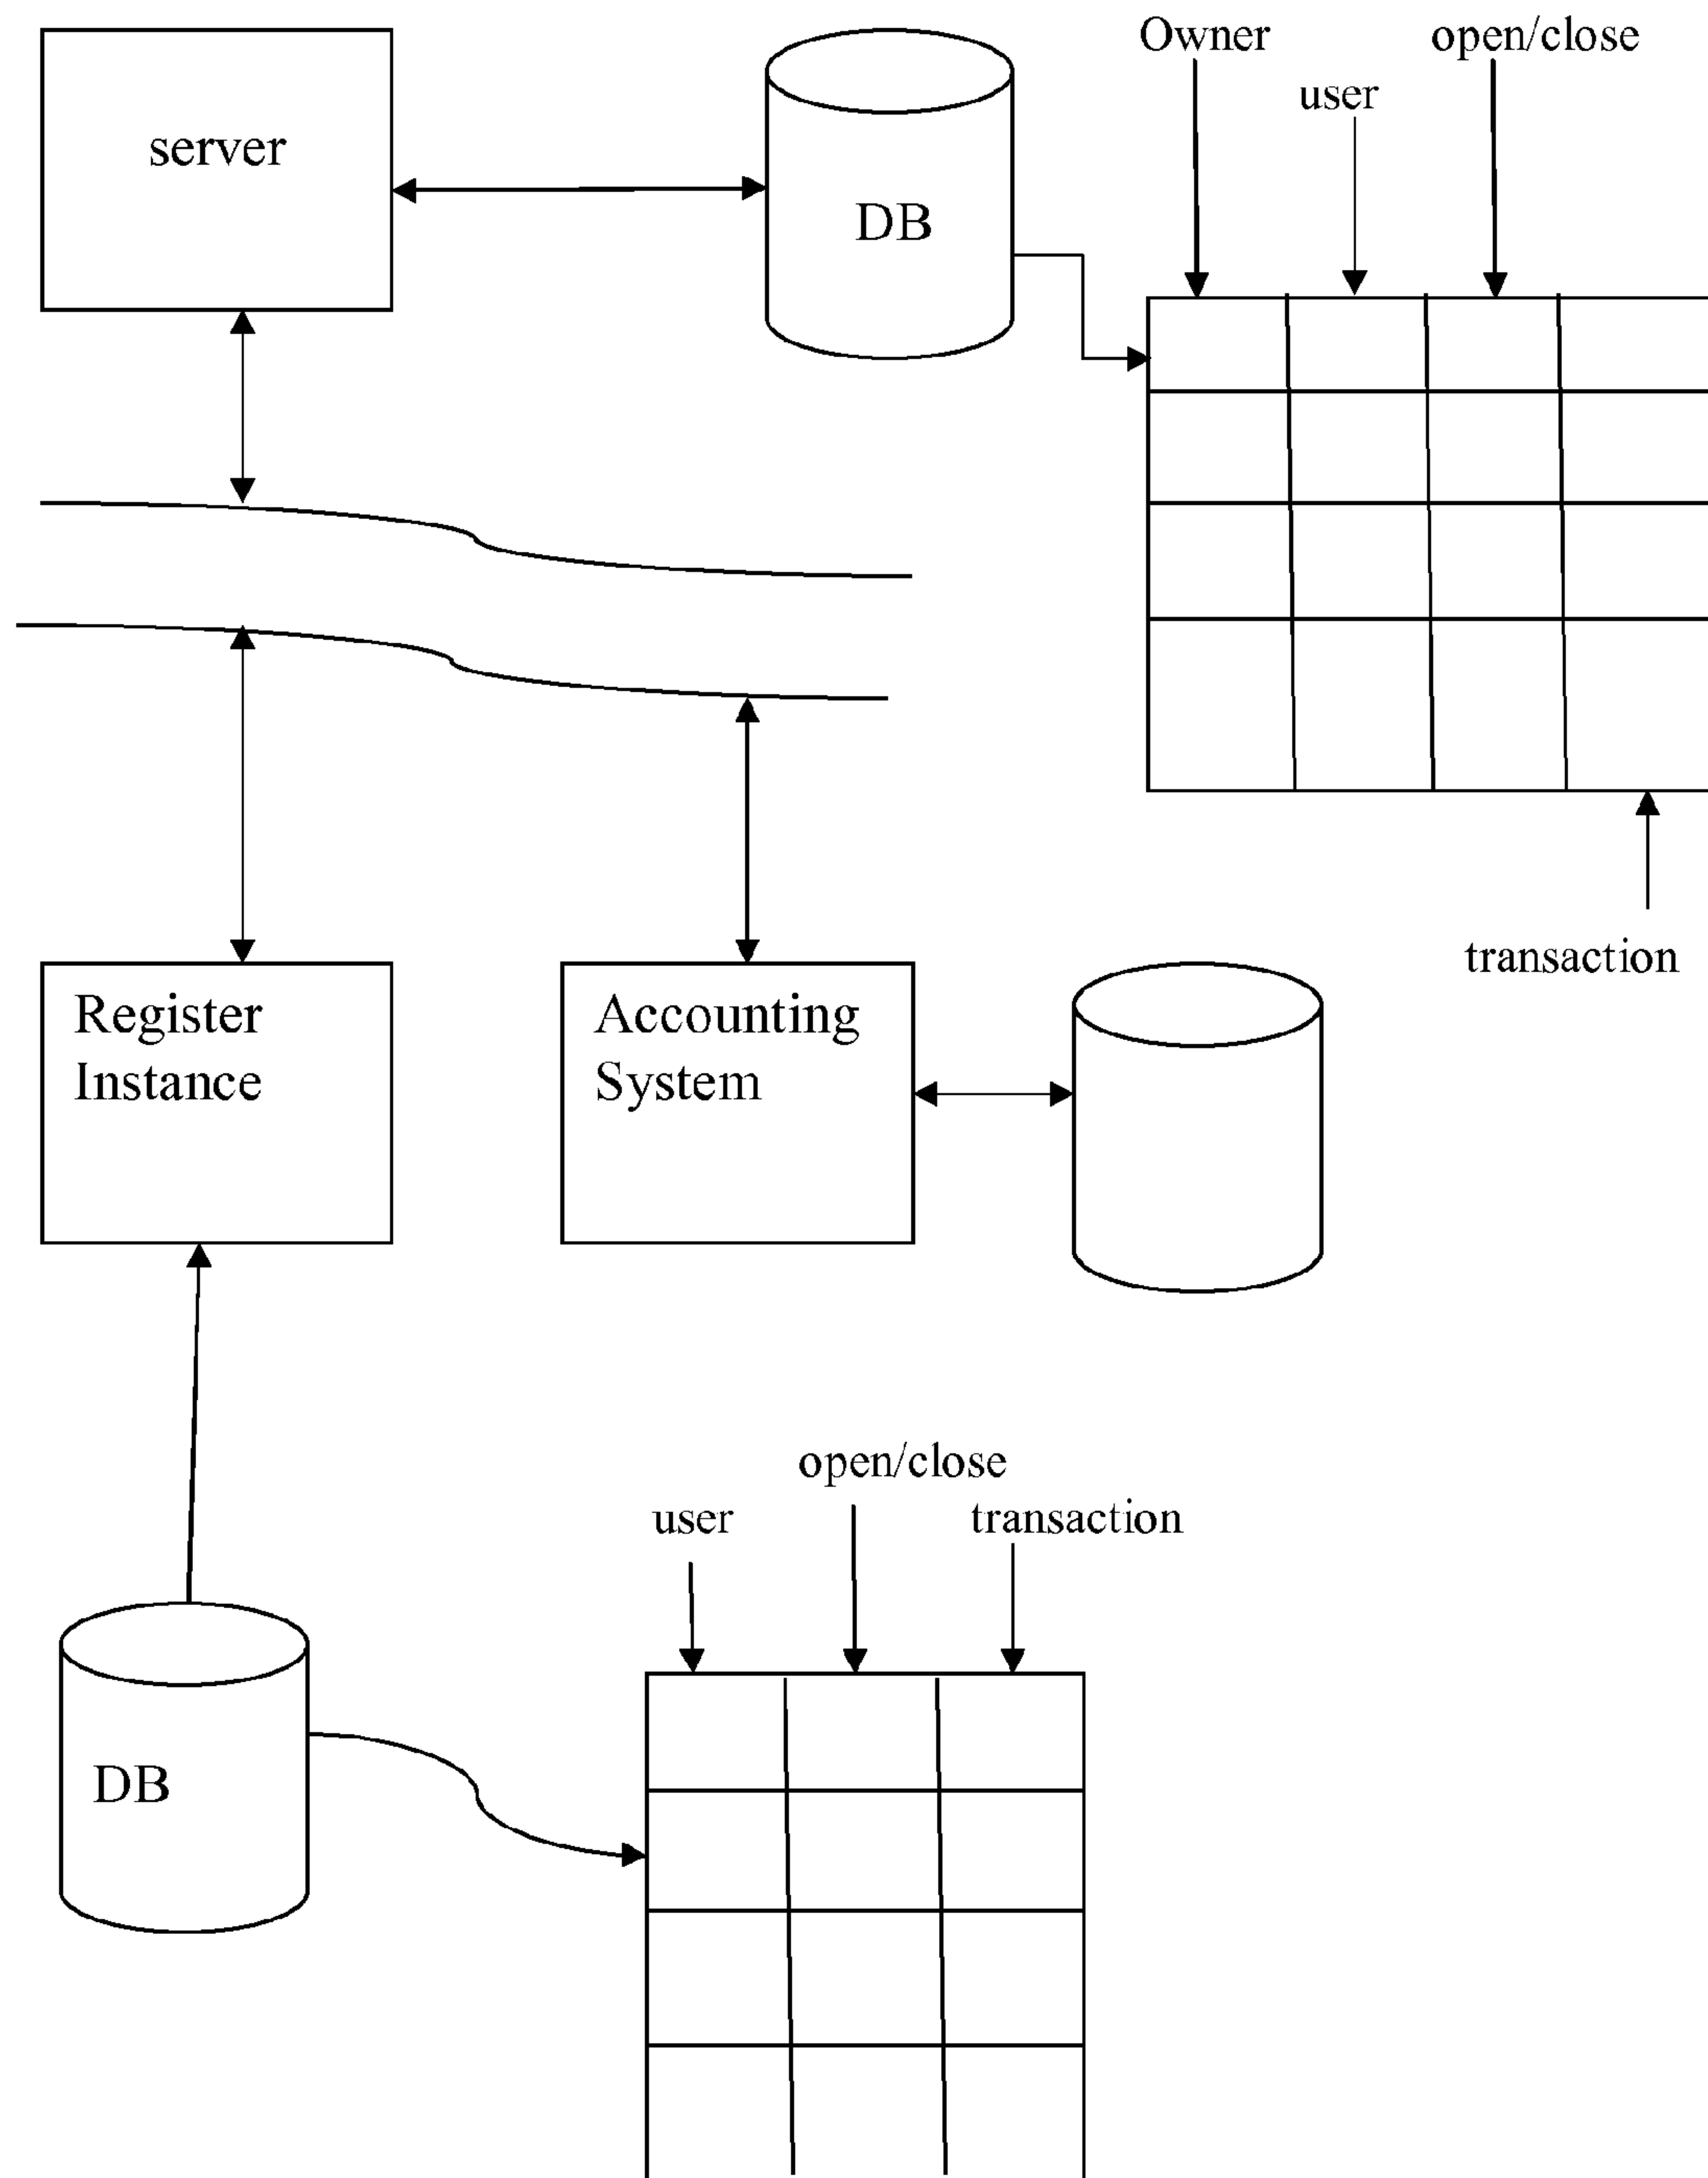 Owner
open/close
user
server
DB
transaction
Register
Instance
Accounting
System
open/close
user
transaction
DB